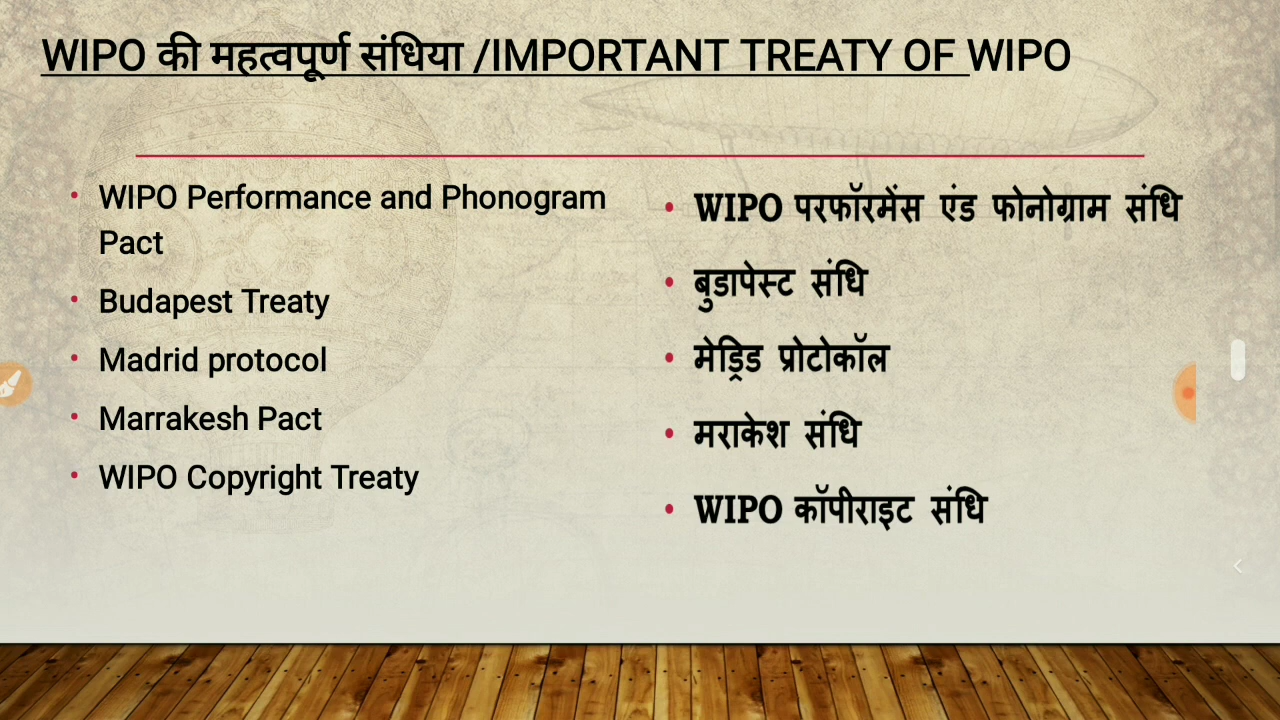 WIPO की महत्वपूर्ण संधिया /IMPORTANT TREATY OF WIPO
• WIPO Performance and Phonogram
Pact
• Budapest Treaty
• Madrid protocol
• Marrakesh Pact
• WIPO Copyright Treaty
• WIPO परफॉरमेंस एंड फोनोग्राम संधि
• बुडापेस्ट संधि
• मेड्रिड प्रोटोकॉल
• मराकेश संधि
• WIPO कॉपीराइट संधि